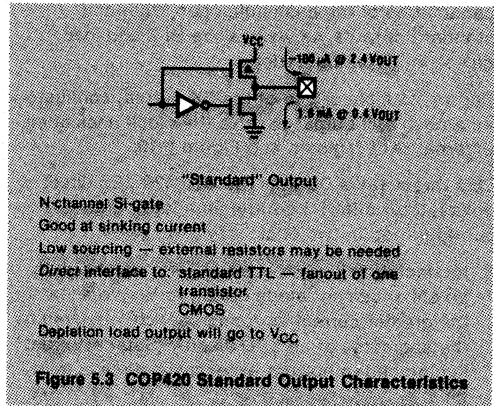 VCC
-100 µA @ 2.4 VOUT
1.6 mA @ 0.4 VOUT
"Standard" Output
N-channel Si-gate
Good at sinking current
Low sourcing — external resistors may be needed
Direct interface to: standard TTL — fanout of one
transistor
CMOS
Depletion load output will go to VCC
Figure 5.3 COP420 Standard Output Characteristics